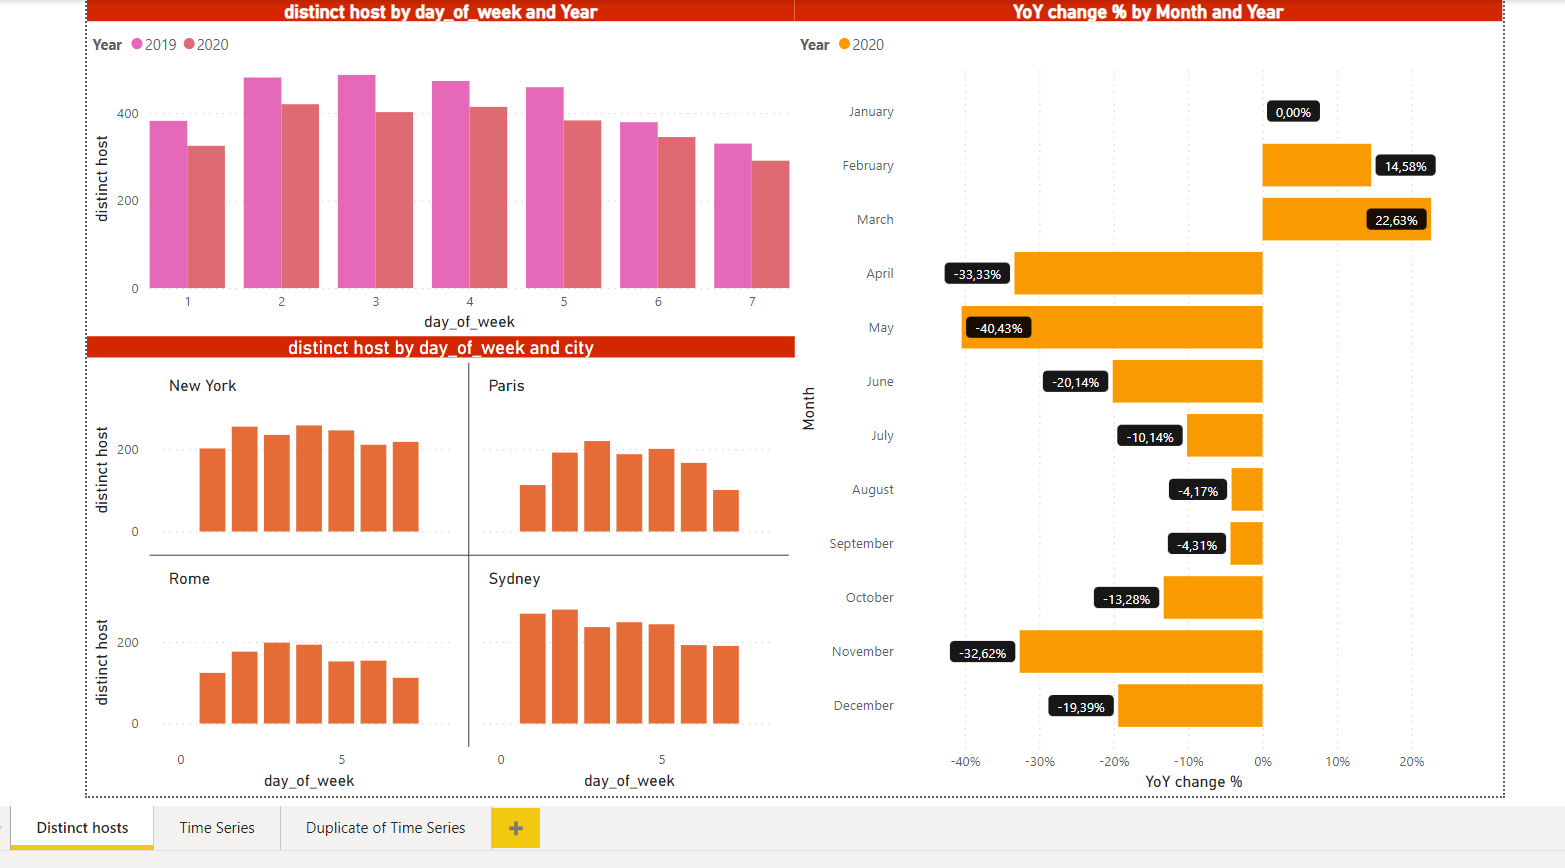 distinct host by day_of_week and Year
Year 2019 2020
distinct host
400
200
0
1 2 3 4 5 6 7
day_of_week
distinct host by day_of_week and city
New York
Paris
distinct host
200
0
Rome
Sydney
distinct host
200
0
0 5 0 5
day_of_week day_of_week
YoY change % by Month and Year
Year 2020
Month
January 0,00%
February 14,58%
March 22,63%
April -33,33%
May -40,43%
June -20,14%
July -10,14%
August -4,17%
September -4,31%
October -13,28%
November -32,62%
December -19,39%
-40% -30% -20% -10% 0% 10% 20%
YoY change %
Distinct hosts Time Series Duplicate of Time Series +